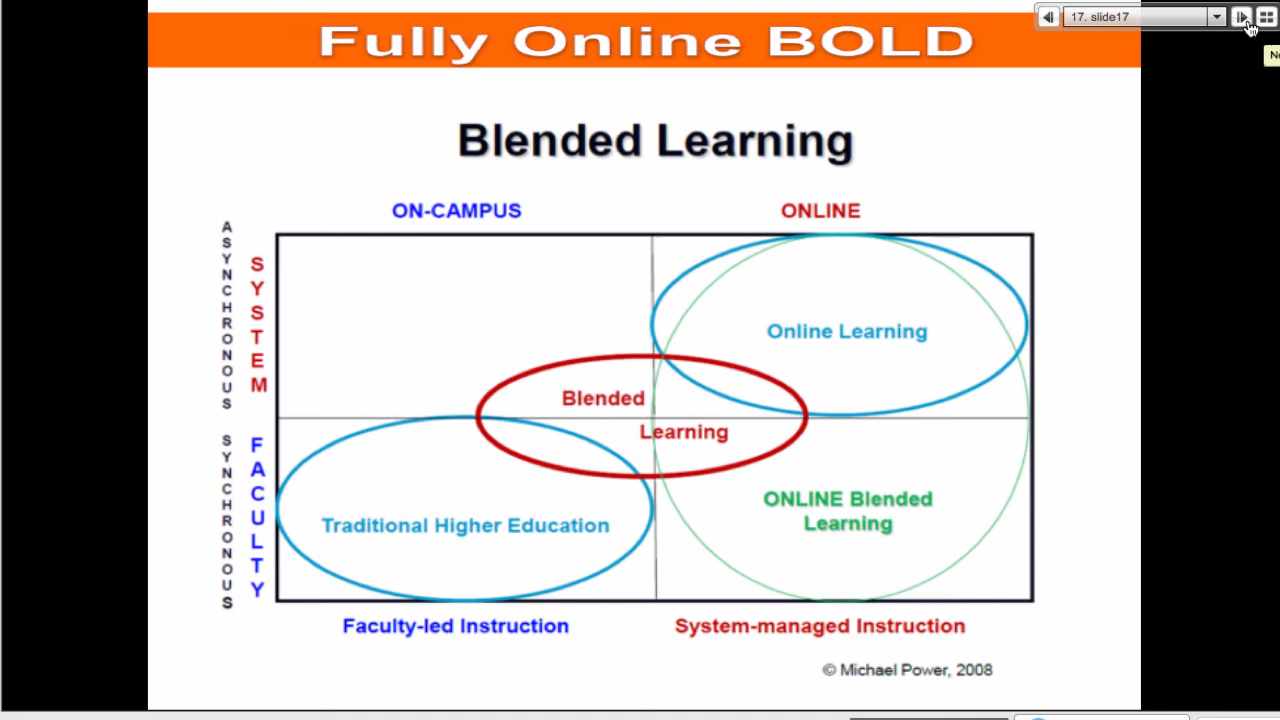 17. slide17
Fully Online BOLD
Blended Learning
ON-CAMPUS
ONLINE
ASYNCHRONOUS
SYSTEM
Online Learning
Blended
Learning
SYNCHRONOUS
FACULTY
Traditional Higher Education
ONLINE Blended
Learning
Faculty-led Instruction
System-managed Instruction
© Michael Power, 2008